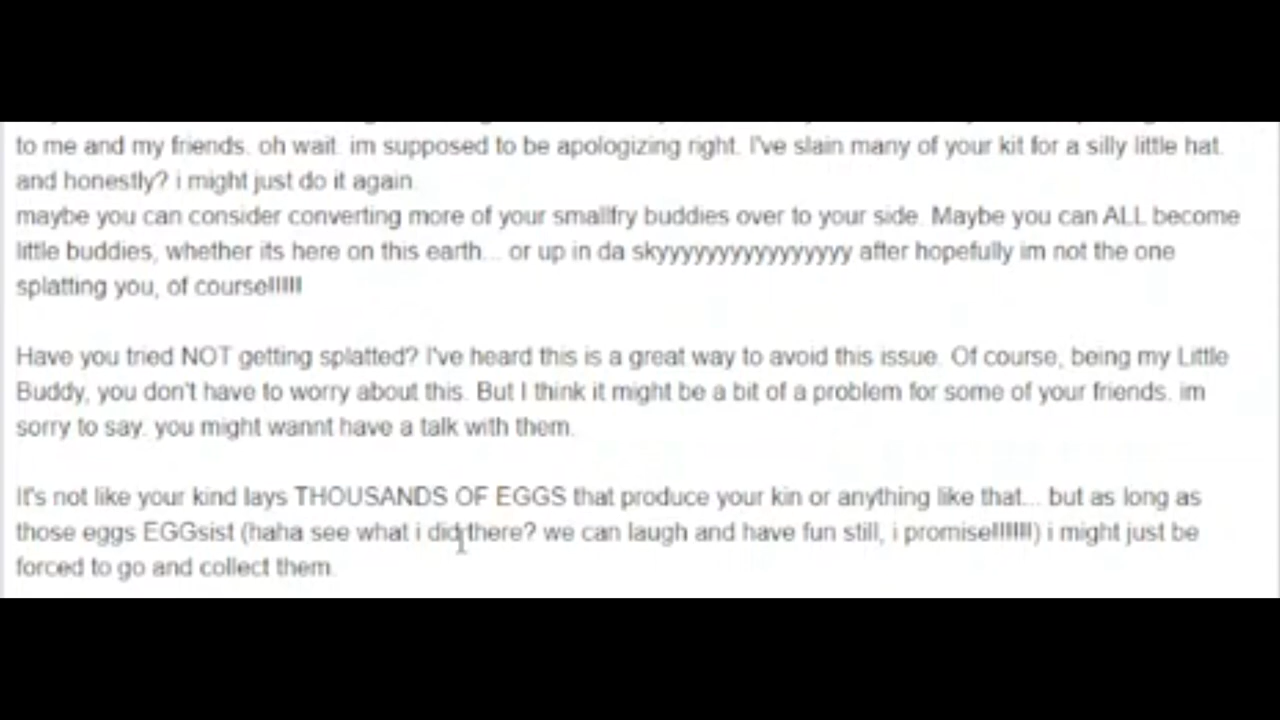 to me and my friends. oh wait. im supposed to be apologizing right. I've slain many of your kit for a silly little hat.
and honestly? i might just do it again.
maybe you can consider converting more of your smallfry buddies over to your side. Maybe you can ALL become
little buddies, whether its here on this earth... or up in da skyyyyyyyyyyyyyyyy after hopefully im not the one
splatting you, of course!!!!!
Have you tried NOT getting splatted? I've heard this is a great way to avoid this issue. Of course, being my Little
Buddy, you don't have to worry about this. But I think it might be a bit of a problem for some of your friends. im
sorry to say. you might wannt have a talk with them.
It's not like your kind lays THOUSANDS OF EGGS that produce your kin or anything like that... but as long as
those eggs EGGsist (haha see what i did there? we can laugh and have fun still, i promise!!!!!!!) i might just be
forced to go and collect them.